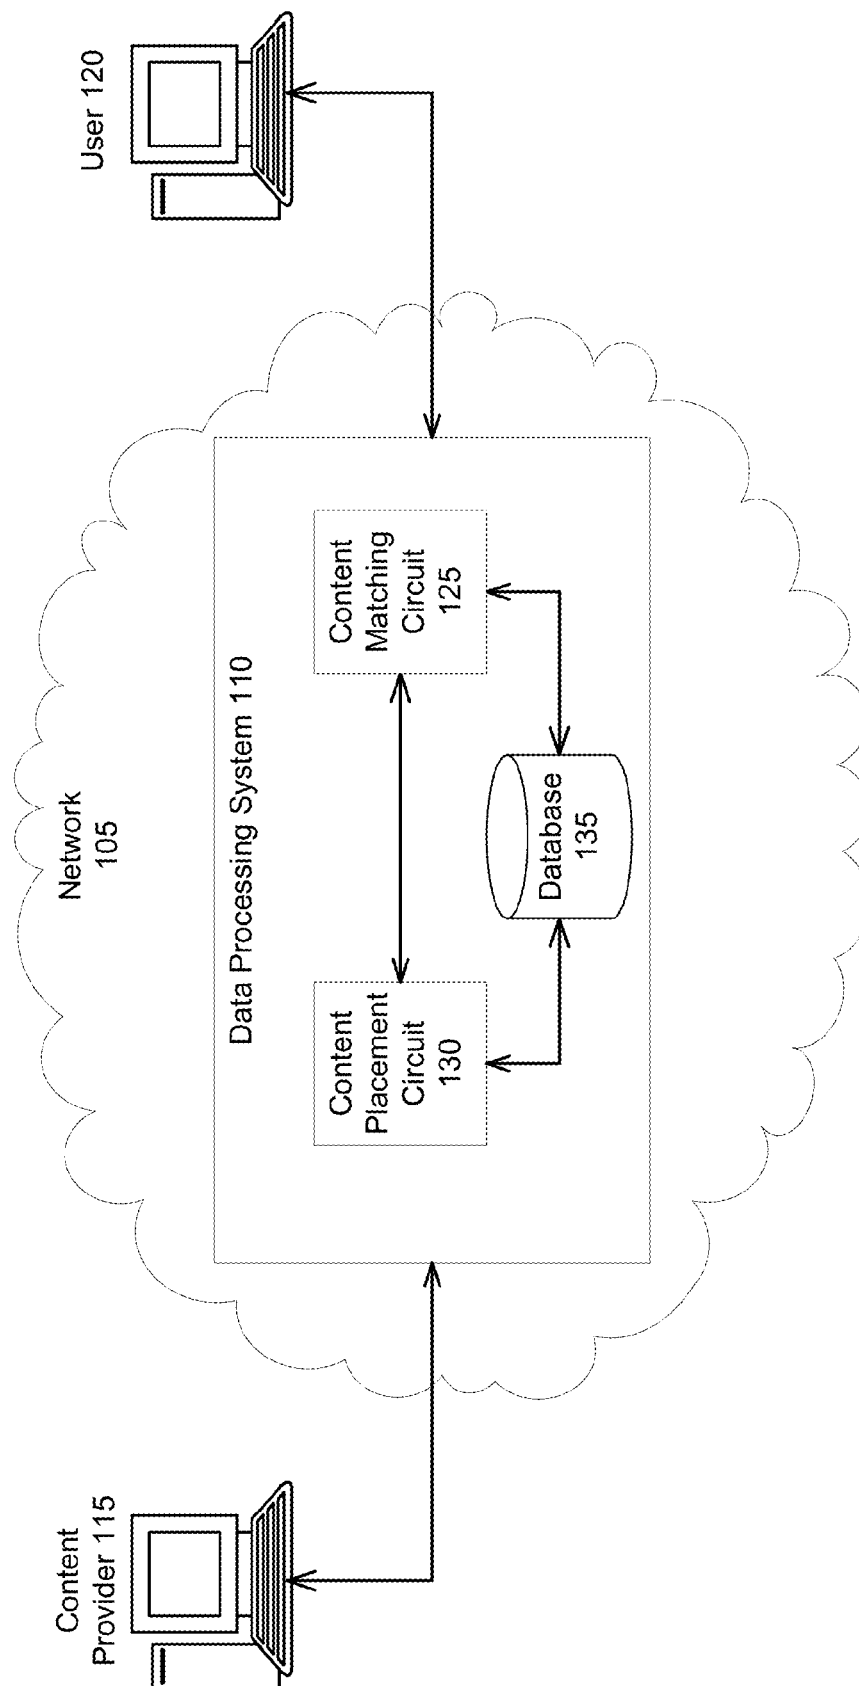 Network
105
Data Processing System 110
Content
Provider 115
User 120
Content
Placement
Circuit
130
Content
Matching
Circuit
125
Database
135